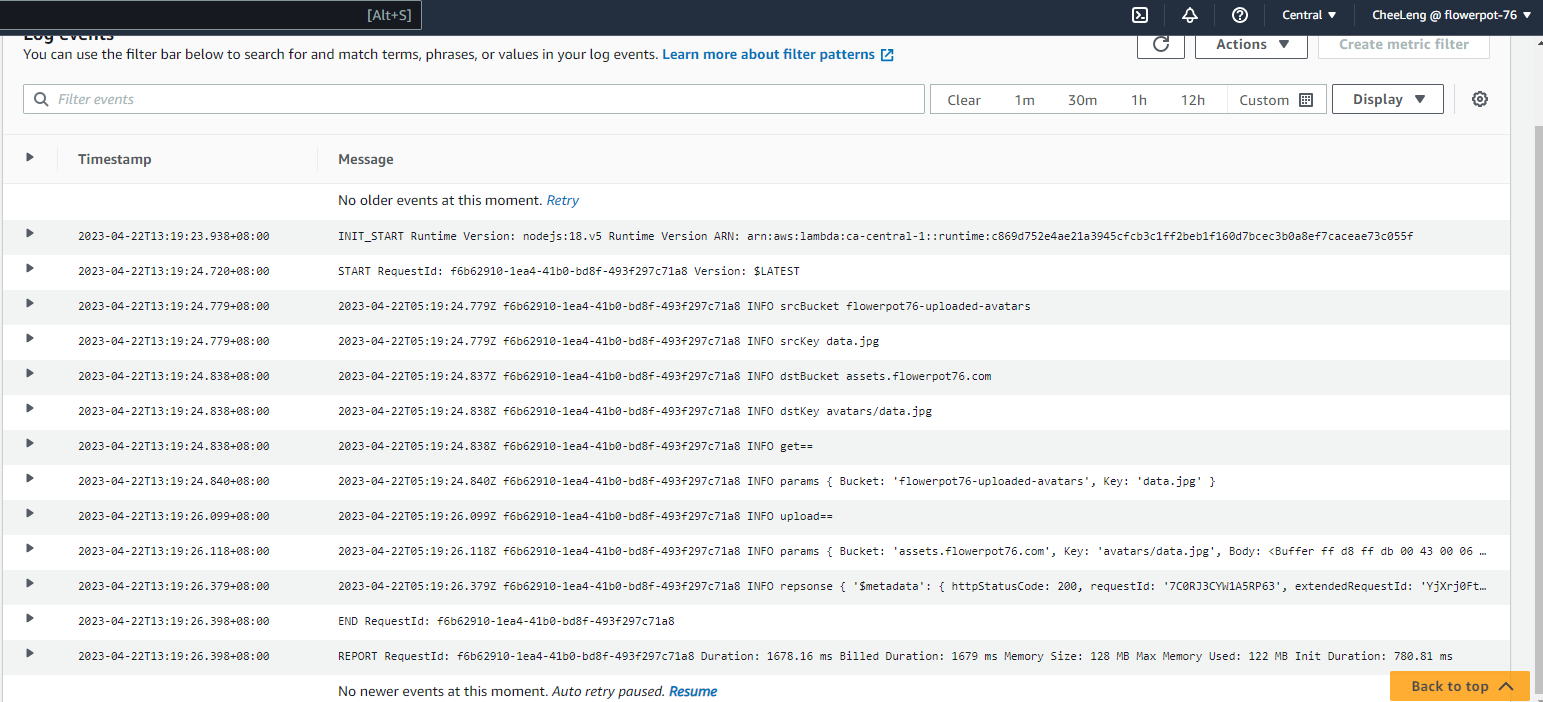 [Alt+S]
Central
CheeLeng @ flowerpot-76
Log events
You can use the filter bar below to search for and match terms, phrases, or values in your log events. Learn more about filter patterns
Actions
Create metric filter
Filter events
Clear 1m 30m 1h 12h Custom
Display
Timestamp Message
No older events at this moment. Retry
2023-04-22T13:19:23.938+08:00 INIT_START Runtime Version: nodejs:18.v5 Runtime Version ARN: arn:aws:lambda:ca-central-1::runtime:c869d752e4ae21a3945cfcb3c1ff2beb1f160d7bcec3b0a8ef7caceae73c055f
2023-04-22T13:19:24.720+08:00 START RequestId: f6b62910-1ea4-41b0-bd8f-493f297c71a8 Version: $LATEST
2023-04-22T13:19:24.779+08:00 2023-04-22T05:19:24.779Z f6b62910-1ea4-41b0-bd8f-493f297c71a8 INFO srcBucket flowerpot76-uploaded-avatars
2023-04-22T13:19:24.779+08:00 2023-04-22T05:19:24.779Z f6b62910-1ea4-41b0-bd8f-493f297c71a8 INFO srcKey data.jpg
2023-04-22T13:19:24.838+08:00 2023-04-22T05:19:24.837Z f6b62910-1ea4-41b0-bd8f-493f297c71a8 INFO dstBucket assets.flowerpot76.com
2023-04-22T13:19:24.838+08:00 2023-04-22T05:19:24.838Z f6b62910-1ea4-41b0-bd8f-493f297c71a8 INFO dstKey avatars/data.jpg
2023-04-22T13:19:24.838+08:00 2023-04-22T05:19:24.838Z f6b62910-1ea4-41b0-bd8f-493f297c71a8 INFO get==
2023-04-22T13:19:24.840+08:00 2023-04-22T05:19:24.840Z f6b62910-1ea4-41b0-bd8f-493f297c71a8 INFO params { Bucket: 'flowerpot76-uploaded-avatars', Key: 'data.jpg' }
2023-04-22T13:19:26.099+08:00 2023-04-22T05:19:26.099Z f6b62910-1ea4-41b0-bd8f-493f297c71a8 INFO upload==
2023-04-22T13:19:26.118+08:00 2023-04-22T05:19:26.118Z f6b62910-1ea4-41b0-bd8f-493f297c71a8 INFO params { Bucket: 'assets.flowerpot76.com', Key: 'avatars/data.jpg', Body: <Buffer ff d8 ff db 00 43 00 06 …
2023-04-22T13:19:26.379+08:00 2023-04-22T05:19:26.379Z f6b62910-1ea4-41b0-bd8f-493f297c71a8 INFO repsonse { '$metadata': { httpStatusCode: 200, requestId: '7C0RJ3CYW1A5RP63', extendedRequestId: 'YjXrj0Ft…
2023-04-22T13:19:26.398+08:00 END RequestId: f6b62910-1ea4-41b0-bd8f-493f297c71a8
2023-04-22T13:19:26.398+08:00 REPORT RequestId: f6b62910-1ea4-41b0-bd8f-493f297c71a8 Duration: 1678.16 ms Billed Duration: 1679 ms Memory Size: 128 MB Max Memory Used: 122 MB Init Duration: 780.81 ms
No newer events at this moment. Auto retry paused. Resume
Back to top